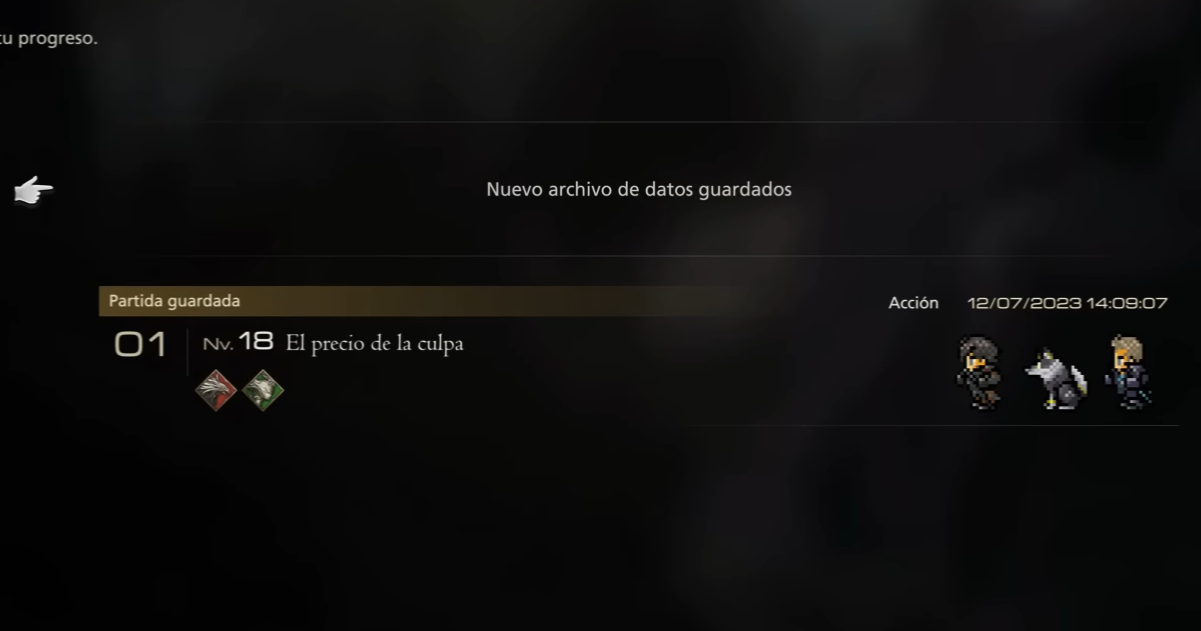 tu progreso.
Nuevo archivo de datos guardados
Partida guardada
Acción 12/07/2023 14:09:07
01 Nv. 18 El precio de la culpa